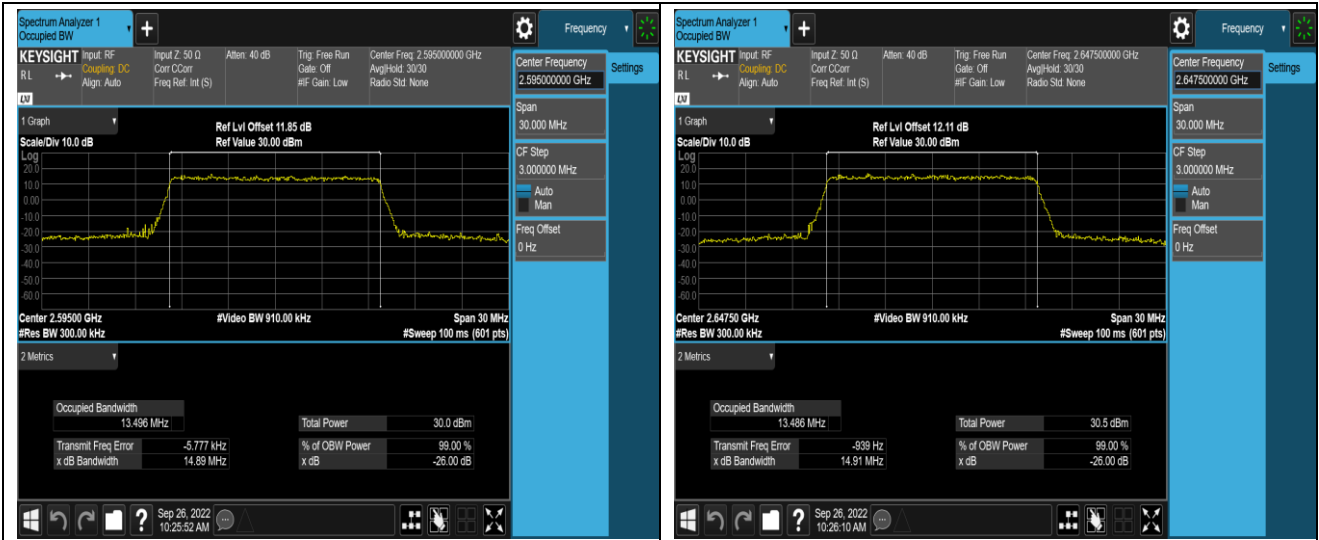 Spectrum Analyzer 1
Occupied BW
Frequency
KEYSIGHT Input: RF Input Z: 50 Ω Atten: 40 dB Trig: Free Run Center Freq: 2.595000000 GHz
Coupling: DC Corr CCorr Gate: Off Avg|Hold: 30/30
RL Align: Auto Freq Ref: Int (S) #IF Gain: Low Radio Std: None
LXI
Center Frequency
2.595000000 GHz
Settings
Span
30.000 MHz
CF Step
3.000000 MHz
Auto
Man
Freq Offset
0 Hz
1 Graph
Ref Lvl Offset 11.85 dB
Scale/Div 10.0 dB Ref Value 30.00 dBm
Log
20.0
10.0
0.00
-10.0
-20.0
-30.0
-40.0
-50.0
-60.0
Center 2.59500 GHz #Video BW 910.00 kHz Span 30 MHz
#Res BW 300.00 kHz #Sweep 100 ms (601 pts)
2 Metrics
Occupied Bandwidth
13.496 MHz Total Power 30.0 dBm
Transmit Freq Error -5.777 kHz % of OBW Power 99.00 %
x dB Bandwidth 14.89 MHz x dB -26.00 dB
?
Sep 26, 2022
10:25:52 AM
Spectrum Analyzer 1
Occupied BW
Frequency
KEYSIGHT Input: RF Input Z: 50 Ω Atten: 40 dB Trig: Free Run Center Freq: 2.647500000 GHz
Coupling: DC Corr CCorr Gate: Off Avg|Hold: 30/30
RL Align: Auto Freq Ref: Int (S) #IF Gain: Low Radio Std: None
LXI
Center Frequency
2.647500000 GHz
Settings
Span
30.000 MHz
CF Step
3.000000 MHz
Auto
Man
Freq Offset
0 Hz
1 Graph
Ref Lvl Offset 12.11 dB
Scale/Div 10.0 dB Ref Value 30.00 dBm
Log
20.0
10.0
0.00
-10.0
-20.0
-30.0
-40.0
-50.0
-60.0
Center 2.64750 GHz #Video BW 910.00 kHz Span 30 MHz
#Res BW 300.00 kHz #Sweep 100 ms (601 pts)
2 Metrics
Occupied Bandwidth
13.486 MHz Total Power 30.5 dBm
Transmit Freq Error -939 Hz % of OBW Power 99.00 %
x dB Bandwidth 14.91 MHz x dB -26.00 dB
?
Sep 26, 2022
10:26:10 AM